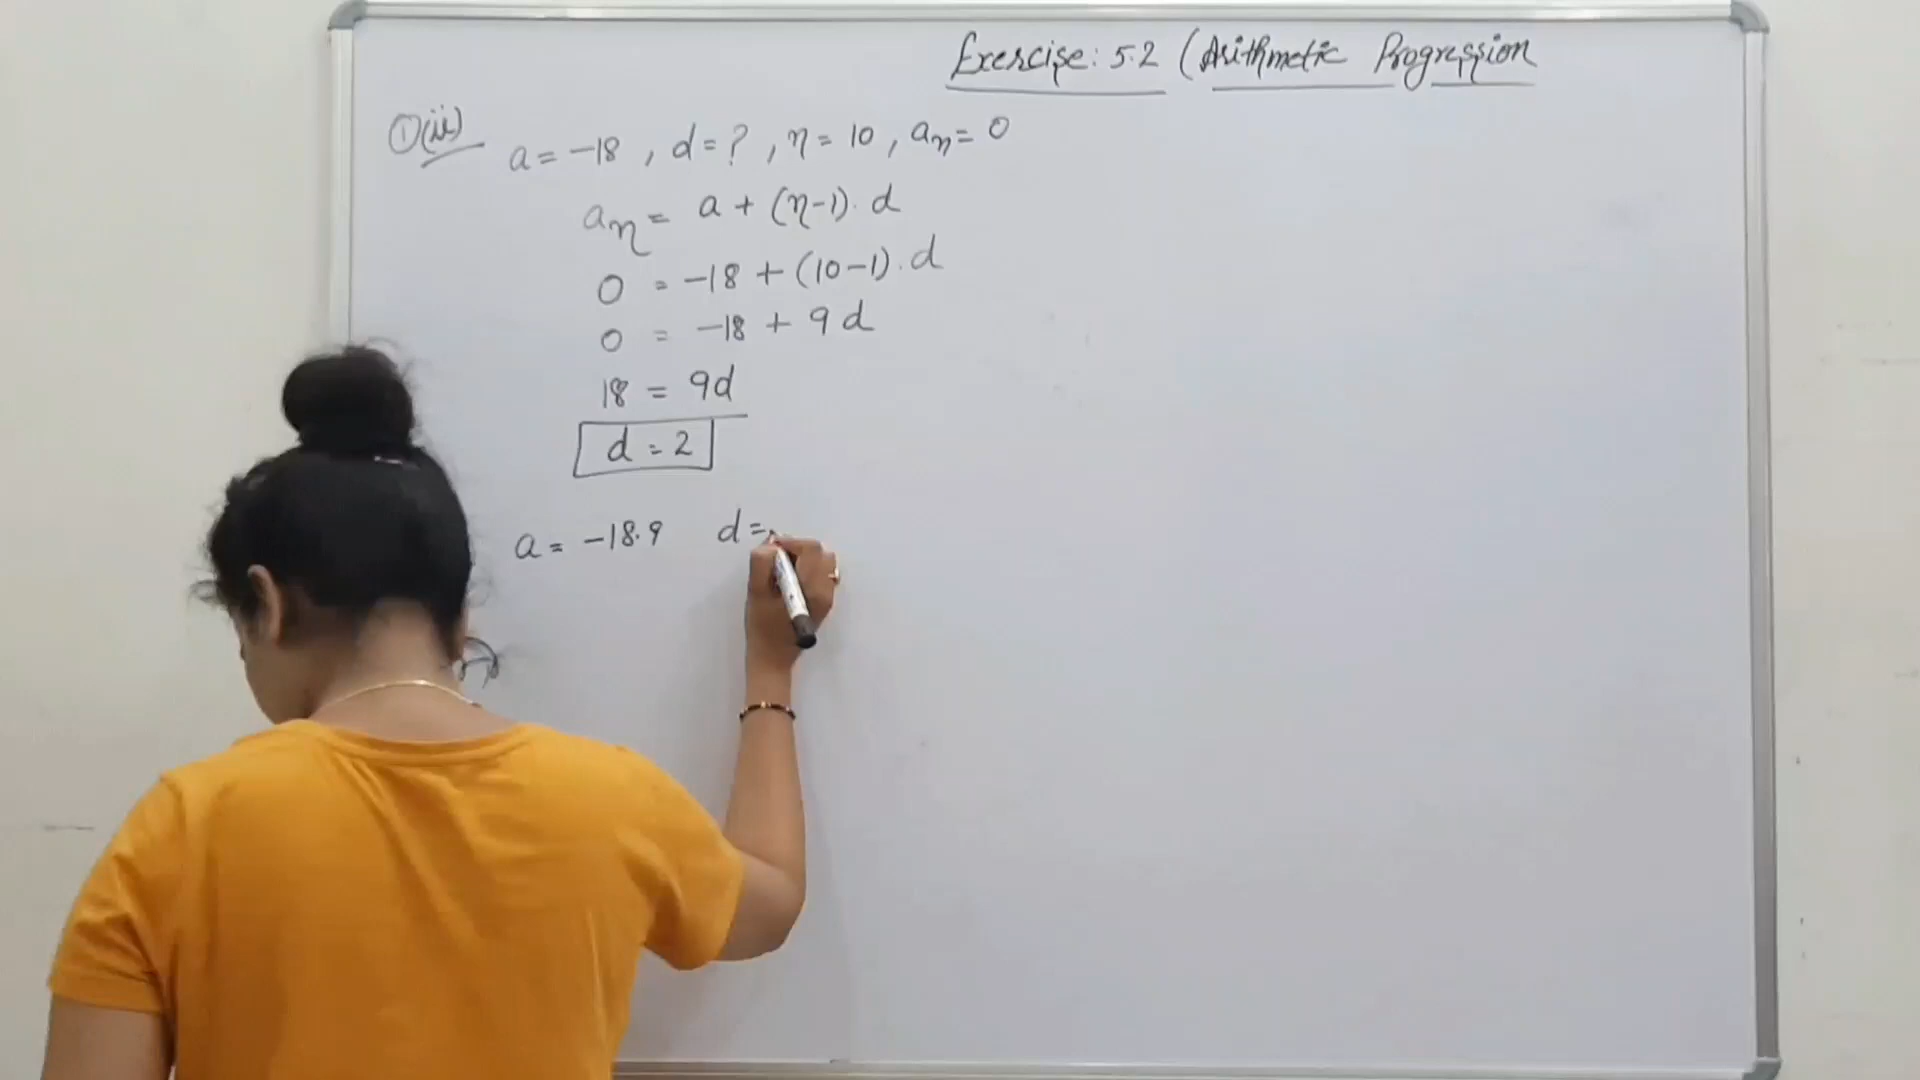 Exercise: 5.2 (Arithmetic Progression
①(ii) a = -18 , d = ? , n = 10 , an = 0
an = a + (n-1). d
0 = -18 + (10-1). d
0 = -18 + 9d
18 = 9d
d = 2
a = -18.9 d =